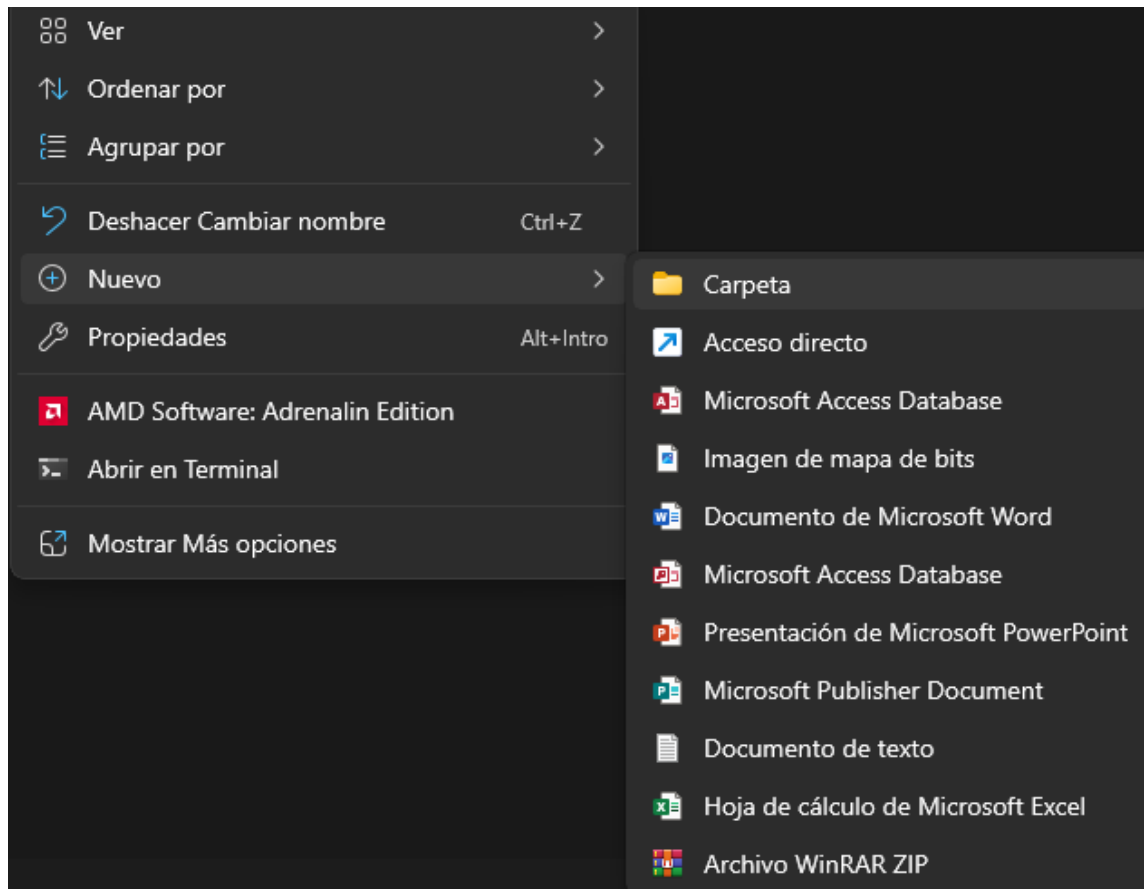 Ver
Ordenar por
Agrupar por
Deshacer Cambiar nombre Ctrl+Z
Nuevo
Propiedades Alt+Intro
AMD Software: Adrenalin Edition
Abrir en Terminal
Mostrar Más opciones
Carpeta
Acceso directo
Microsoft Access Database
Imagen de mapa de bits
Documento de Microsoft Word
Microsoft Access Database
Presentación de Microsoft PowerPoint
Microsoft Publisher Document
Documento de texto
Hoja de cálculo de Microsoft Excel
Archivo WinRAR ZIP